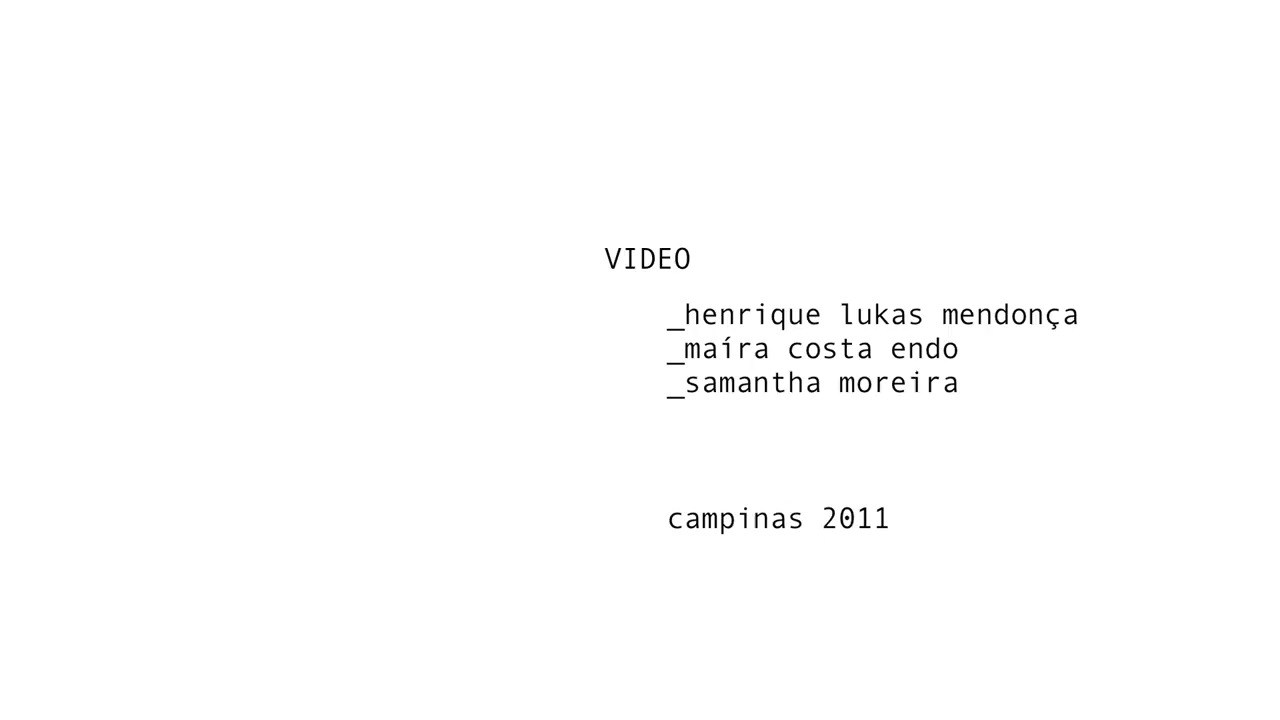 VIDEO
_henrique lukas mendonça
_maíra costa endo
_samantha moreira
campinas 2011